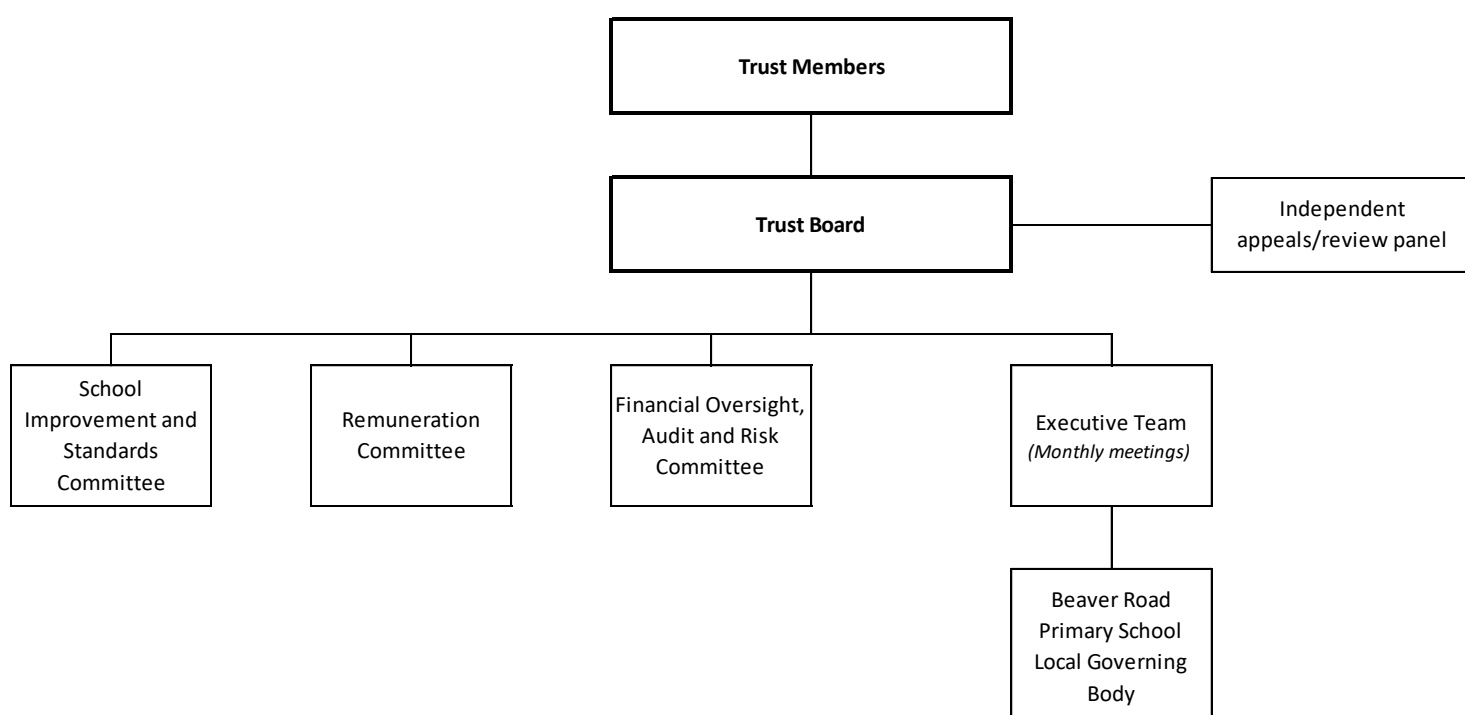 Trust Members
Trust Board
Independent
appeals/review panel
School
Improvement and
Standards
Committee
Remuneration
Committee
Financial Oversight,
Audit and Risk
Committee
Executive Team
(Monthly meetings)
Beaver Road
Primary School
Local Governing
Body